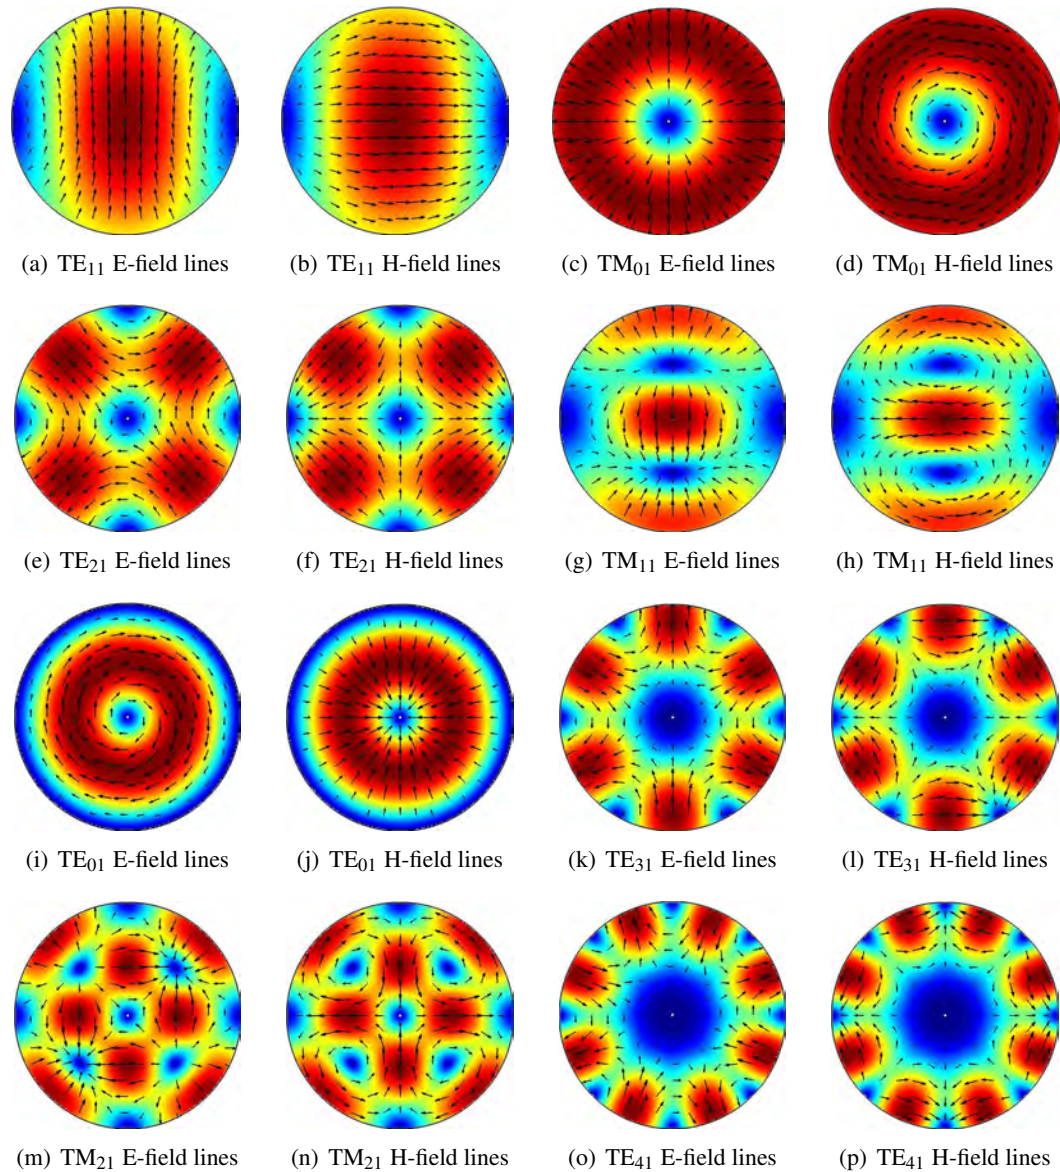 (a) TE₁₁ E-field lines
(b) TE₁₁ H-field lines
(c) TM₀₁ E-field lines
(d) TM₀₁ H-field lines
(e) TE₂₁ E-field lines
(f) TE₂₁ H-field lines
(g) TM₁₁ E-field lines
(h) TM₁₁ H-field lines
(i) TE₀₁ E-field lines
(j) TE₀₁ H-field lines
(k) TE₃₁ E-field lines
(l) TE₃₁ H-field lines
(m) TM₂₁ E-field lines
(n) TM₂₁ H-field lines
(o) TE₄₁ E-field lines
(p) TE₄₁ H-field lines